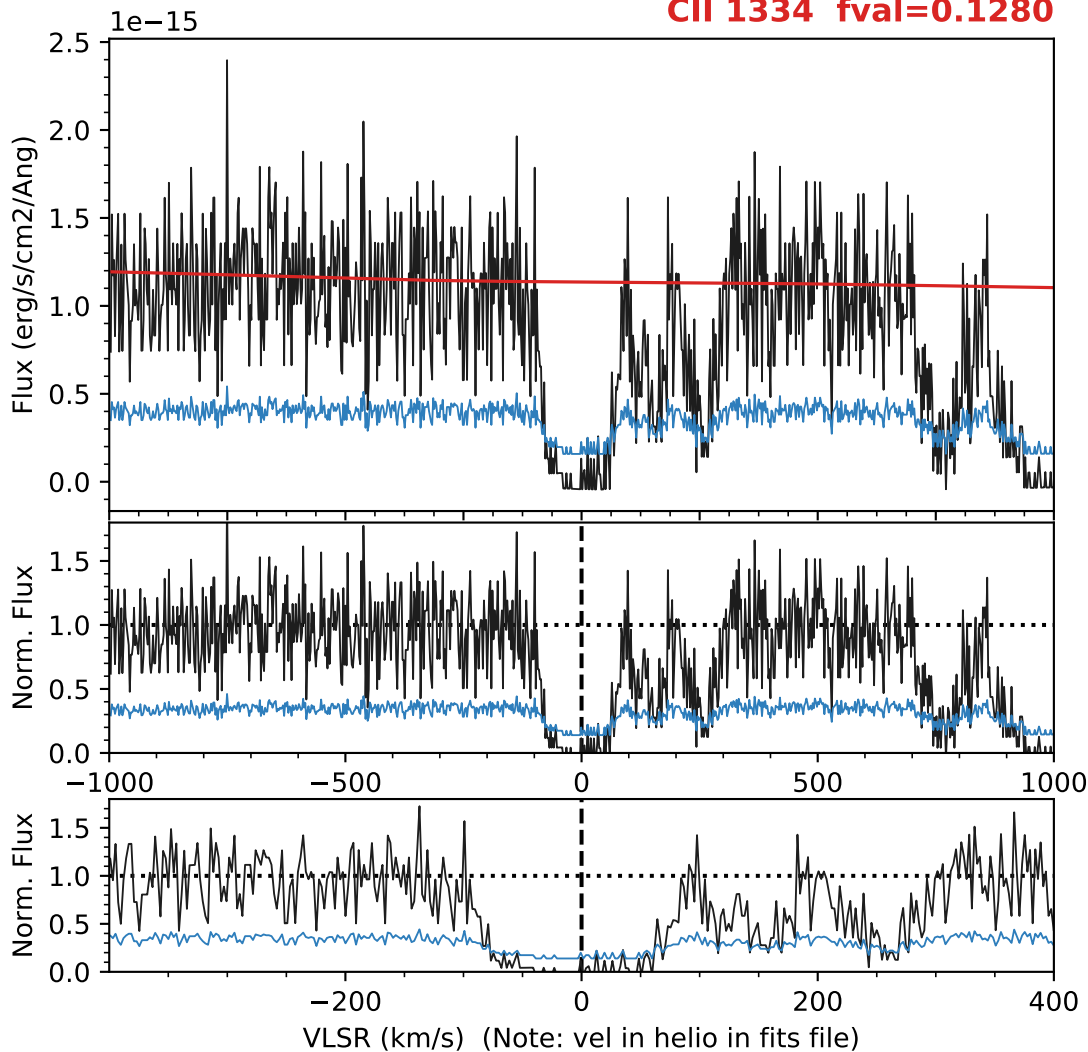 CII 1334 fval=0.1280
1e−15
2.5
2.0
1.5
1.0
0.5
0.0
Flux (erg/s/cm2/Ang)
1.5
1.0
0.5
0.0
Norm. Flux
−1000 −500 0 500 1000
1.5
1.0
0.5
0.0
Norm. Flux
−200 0 200 400
VLSR (km/s) (Note: vel in helio in fits file)